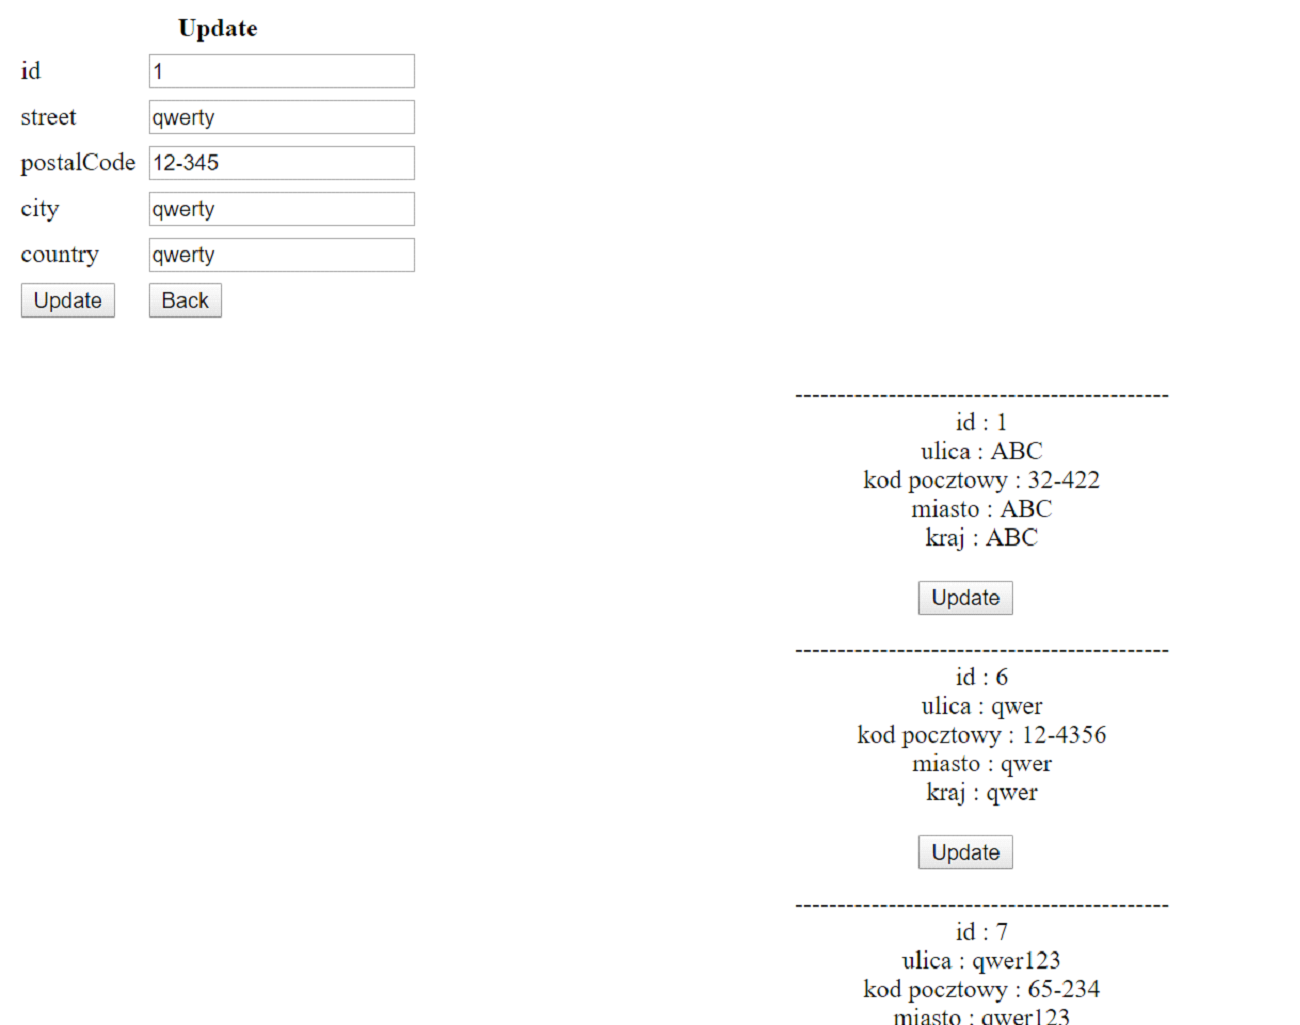 Update
id 1
street qwerty
postalCode 12-345
city qwerty
country qwerty
Update Back
------------------------------------------
id : 1
ulica : ABC
kod pocztowy : 32-422
miasto : ABC
kraj : ABC
Update
------------------------------------------
id : 6
ulica : qwer
kod pocztowy : 12-4356
miasto : qwer
kraj : qwer
Update
------------------------------------------
id : 7
ulica : qwer123
kod pocztowy : 65-234
miasto : qwer123